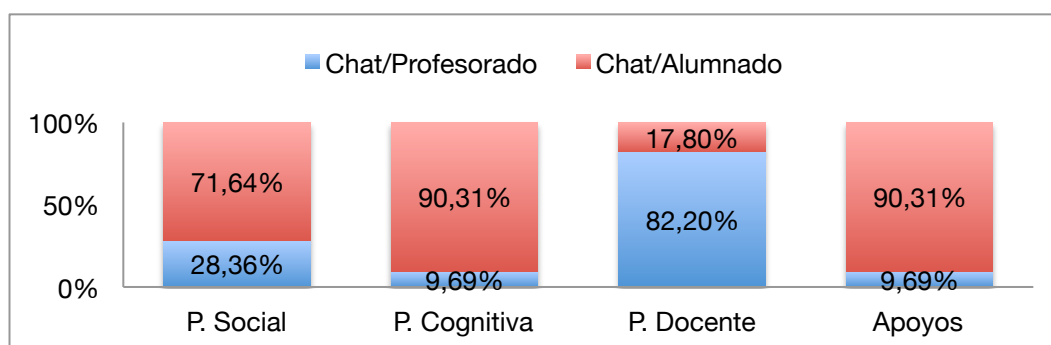 Chat/Profesorado Chat/Alumnado
100%
50%
0%
71,64% 90,31% 17,80% 90,31%
28,36% 9,69% 82,20% 9,69%
P. Social P. Cognitiva P. Docente Apoyos